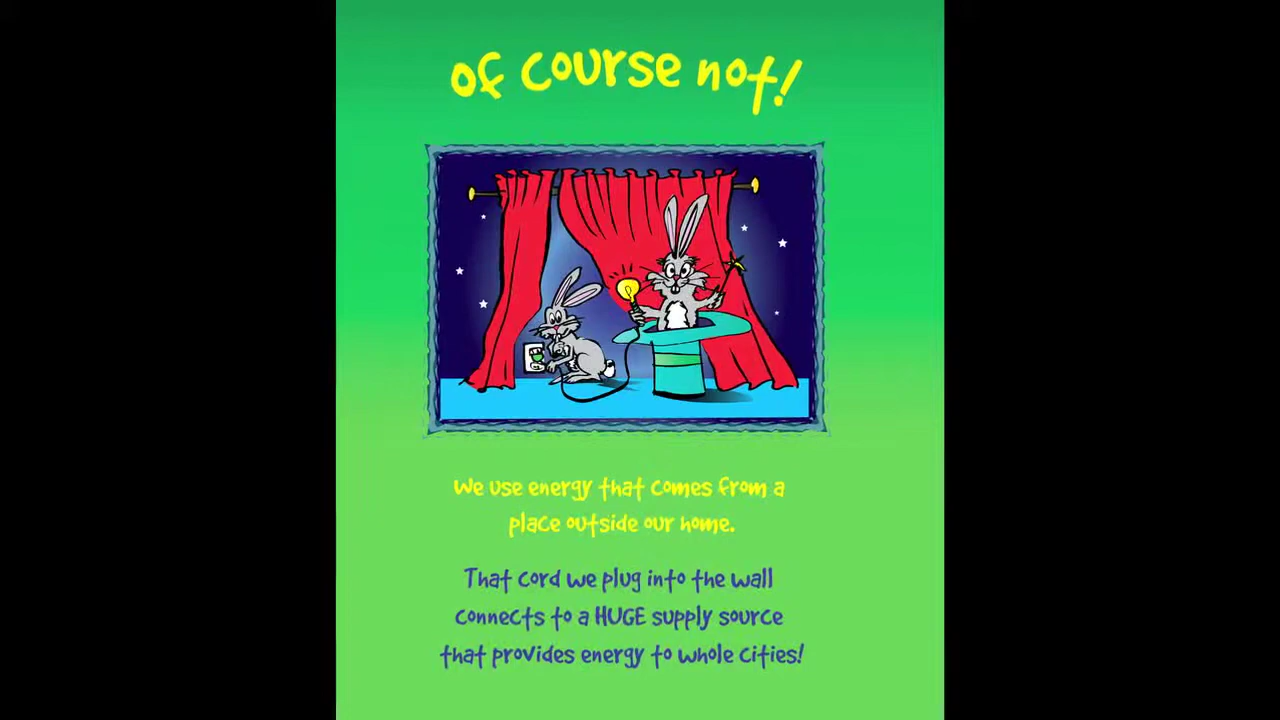 of course not!
We use energy that comes from a
place outside our home.
That cord we plug into the wall
connects to a HUGE supply source
that provides energy to whole cities!